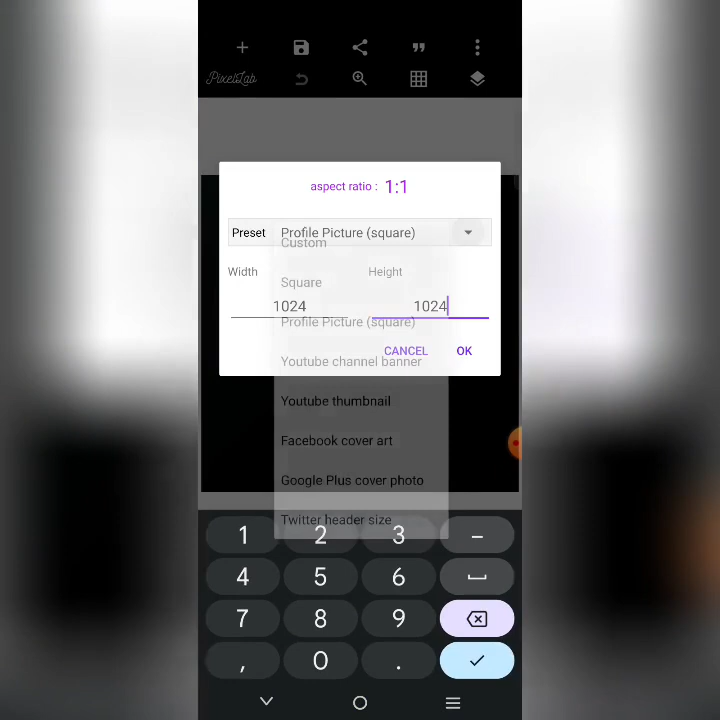 PixelLab
aspect ratio : 1:1
Preset Profile Picture (square)
Custom
Width Height
Square
1024 1024
Profile Picture (square)
CANCEL OK
Youtube channel banner
Youtube thumbnail
Facebook cover art
Google Plus cover photo
Twitter header size
1 2 3 –
4 5 6
7 8 9
, 0 .